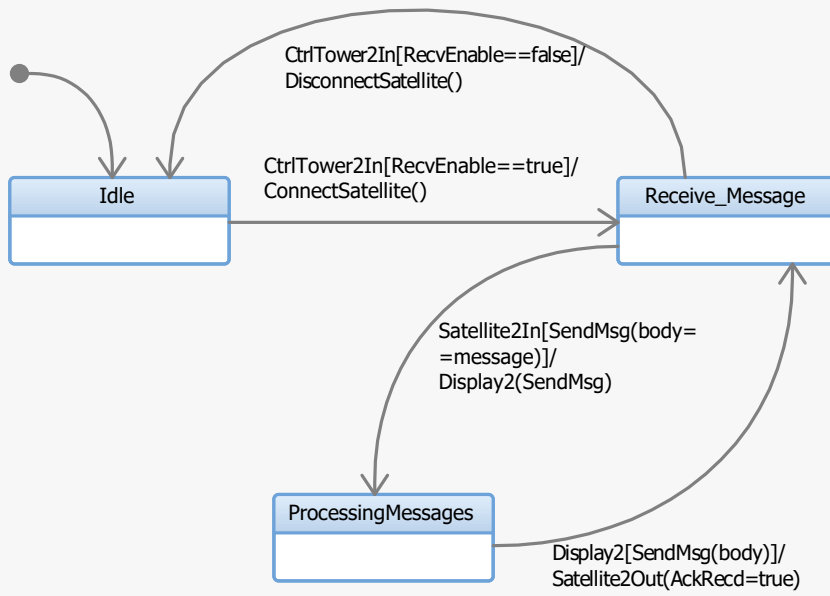 CtrlTower2In[RecvEnable==false]/
DisconnectSatellite()
CtrlTower2In[RecvEnable==true]/
ConnectSatellite()
Idle
Receive_Message
Satellite2In[SendMsg(body=
=message)]/
Display2(SendMsg)
ProcessingMessages
Display2[SendMsg(body)]/
Satellite2Out(AckRecd=true)